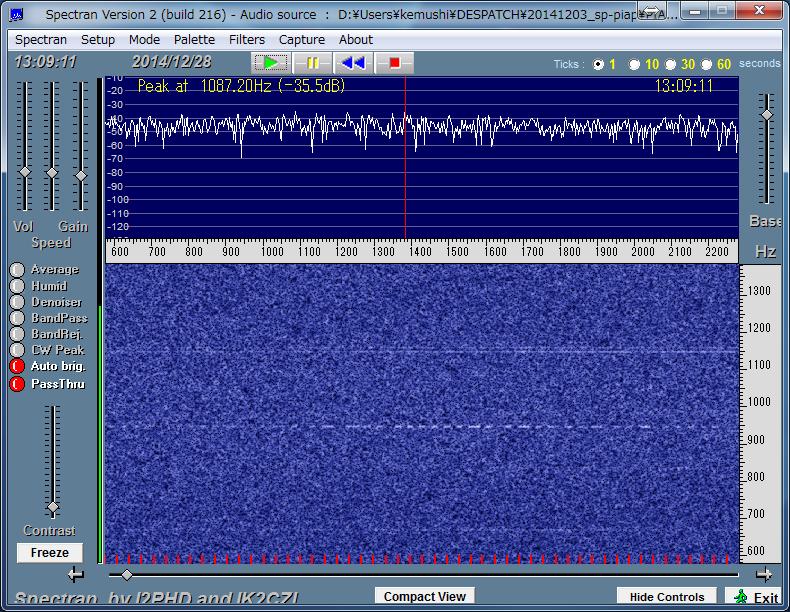 Spectran Version 2 (build 216) - Audio source : D:¥Users¥kemushi¥DESPATCH¥20141203_sp-piap¥
Spectran Setup Mode Palette Filters Capture About
13:09:11 2014/12/28 Ticks : 1 10 30 60 seconds
-10
Peak at 1087.20Hz (-35.5dB) 13:09:11
-20
-30
-40
-50
-60
-70
-80
-90
-100
-110
-120
Vol Gain
Speed
Base
600 700 800 900 1000 1100 1200 1300 1400 1500 1600 1700 1800 1900 2000 2100 2200
Hz
Average
Humid
Denoiser
BandPass
BandRej.
CW Peak
Auto brig.
PassThru
1300
1200
1100
1000
900
800
700
600
Contrast
Freeze
Spectran by I2PHD and IK2CZL
Compact View
Hide Controls
Exit